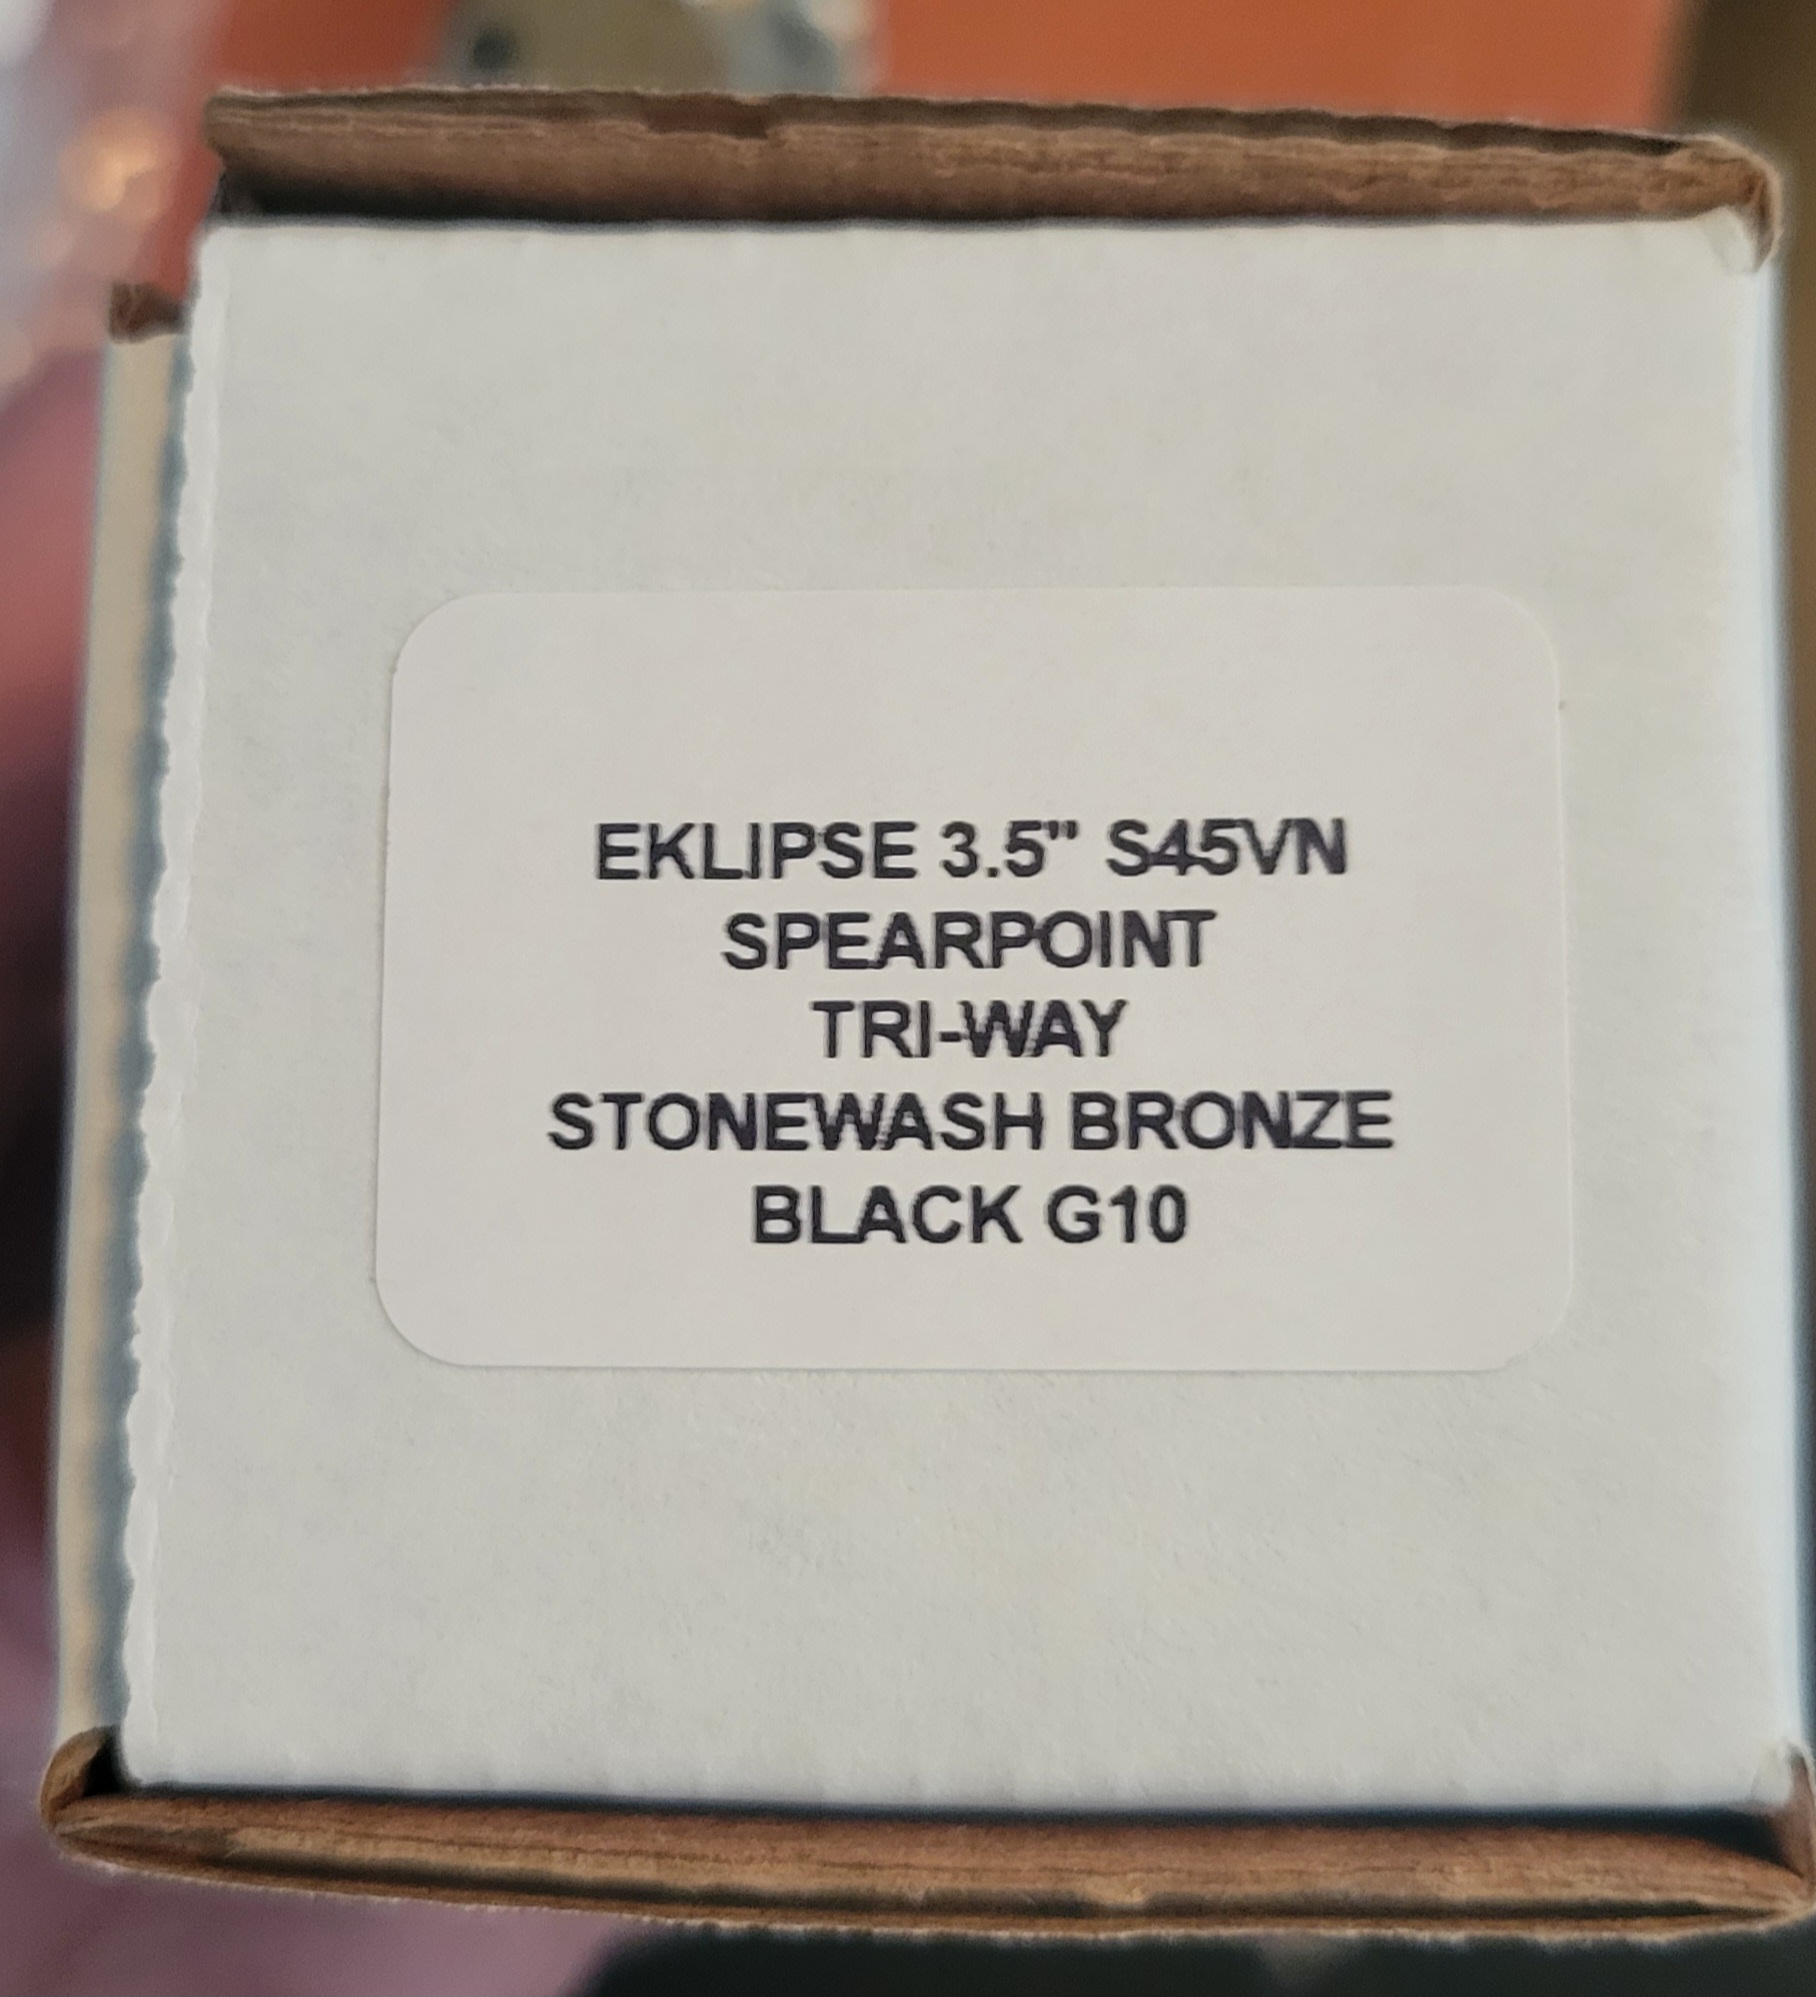 EKLIPSE 3.5" S45VN
SPEARPOINT
TRI-WAY
STONEWASH BRONZE
BLACK G10